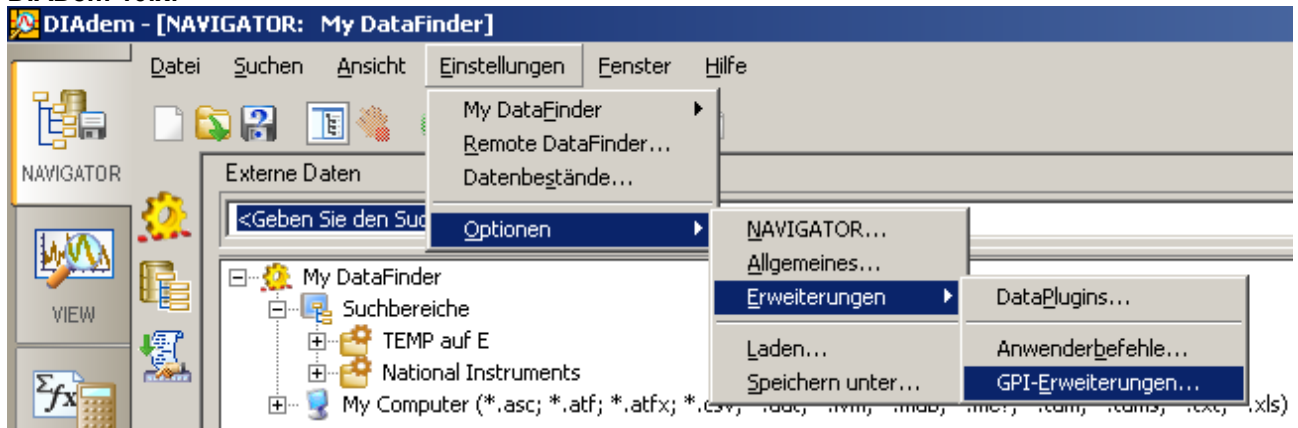 DIAdem - [NAVIGATOR: My DataFinder]
Datei Suchen Ansicht Einstellungen Fenster Hilfe
My DataFinder
Remote DataFinder...
Datenbestände...
Optionen
NAVIGATOR...
Allgemeines...
Erweiterungen
Laden...
Speichern unter...
DataPlugins...
Anwenderbefehle...
GPI-Erweiterungen...
NAVIGATOR
VIEW
Externe Daten
<Geben Sie den
My DataFinder
Suchbereiche
TEMP auf E
National Instruments
My Computer (*.asc; *.atf; *.atfx;
.xls)